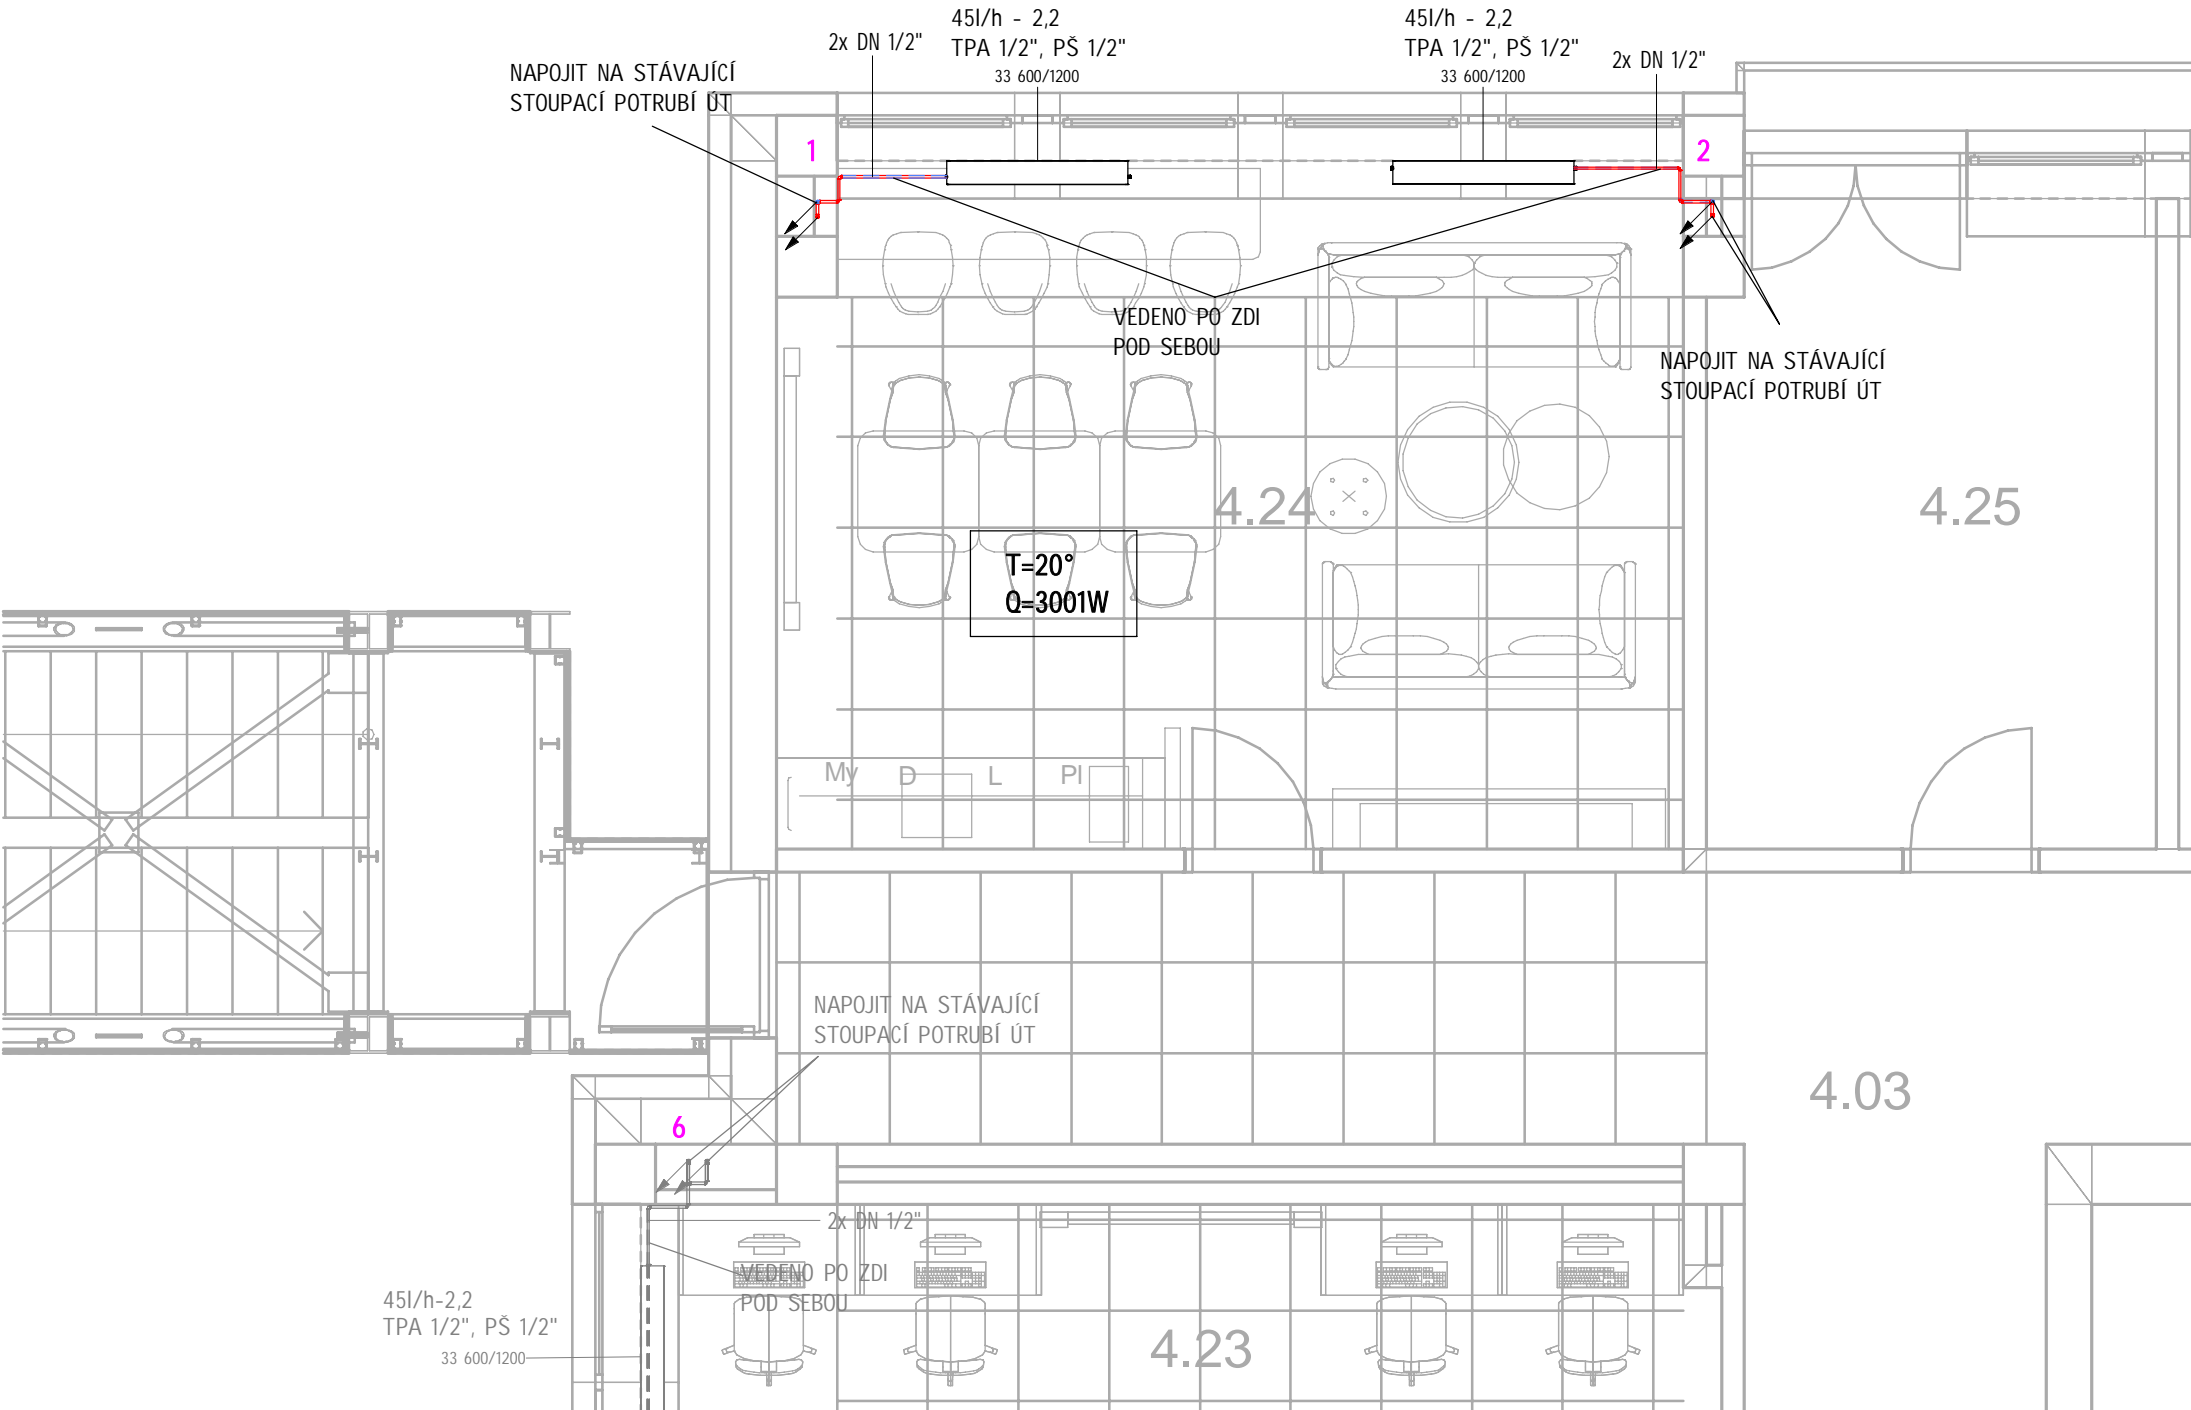 45l/h - 2,2
TPA 1/2", PŠ 1/2"
33 600/1200
2x DN 1/2"
NAPOJIT NA STÁVAJÍCÍ
STOUPACÍ POTRUBÍ ÚT
45l/h - 2,2
TPA 1/2", PŠ 1/2"
33 600/1200
2x DN 1/2"
1
2
VEDENO PO ZDI
POD SEBOU
NAPOJIT NA STÁVAJÍCÍ
STOUPACÍ POTRUBÍ ÚT
4.24
4.25
T=20°
Q=3001W
My D L Pl
NAPOJIT NA STÁVAJÍCÍ
STOUPACÍ POTRUBÍ ÚT
4.03
6
2x DN 1/2"
VEDENO PO ZDI
POD SEBOU
45l/h-2,2
TPA 1/2", PŠ 1/2"
33 600/1200
4.23